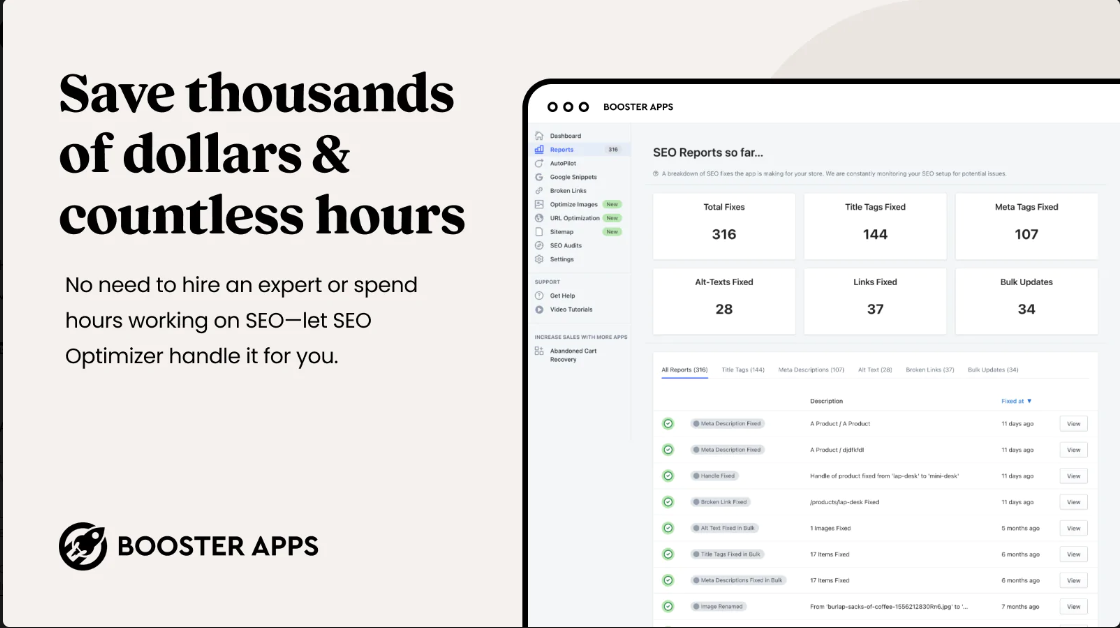 Save thousands
of dollars &
countless hours
No need to hire an expert or spend
hours working on SEO—let SEO
Optimizer handle it for you.
BOOSTER APPS
BOOSTER APPS
Dashboard
Reports 316
AutoPilot
Google Snippets
Broken Links
Optimize Images New
URL Optimization New
Sitemap New
SEO Audits
Settings
SUPPORT
Get Help
Video Tutorials
INCREASE SALES WITH MORE APPS
Abandoned Cart
Recovery
SEO Reports so far...
A breakdown of SEO fixes the app is making for your store. We are constantly monitoring your SEO setup for potential issues.
Total Fixes
316
Title Tags Fixed
144
Meta Tags Fixed
107
Alt-Texts Fixed
28
Links Fixed
37
Bulk Updates
34
All Reports (316) Title Tags (144) Meta Descriptions (107) Alt Text (28) Broken Links (37) Bulk Updates (34)
Description Fixed at ▼
Meta Description Fixed A Product / A Product 11 days ago View
Meta Description Fixed A Product / djdfkfdl 11 days ago View
Handle Fixed Handle of product fixed from 'lap-desk' to 'mini-desk' 11 days ago View
Broken Link Fixed /products/lap-desk Fixed 11 days ago View
Alt Text Fixed in Bulk 1 Images Fixed 5 months ago View
Title Tags Fixed in Bulk 17 Items Fixed 6 months ago View
Meta Descriptions Fixed in Bulk 17 Items Fixed 6 months ago View
Image Renamed From 'burlap-sacks-of-coffee-1556212830Rn6.jpg' to '... 7 months ago View